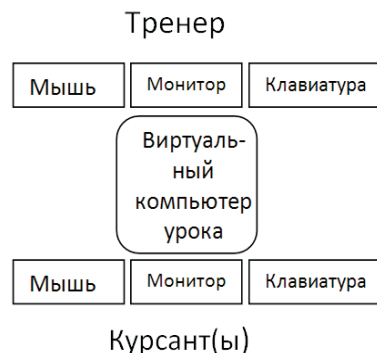 Тренер
Мышь Монитор Клавиатура
Виртуаль-
ный
компьютер
урока
Мышь Монитор Клавиатура
Курсант(ы)